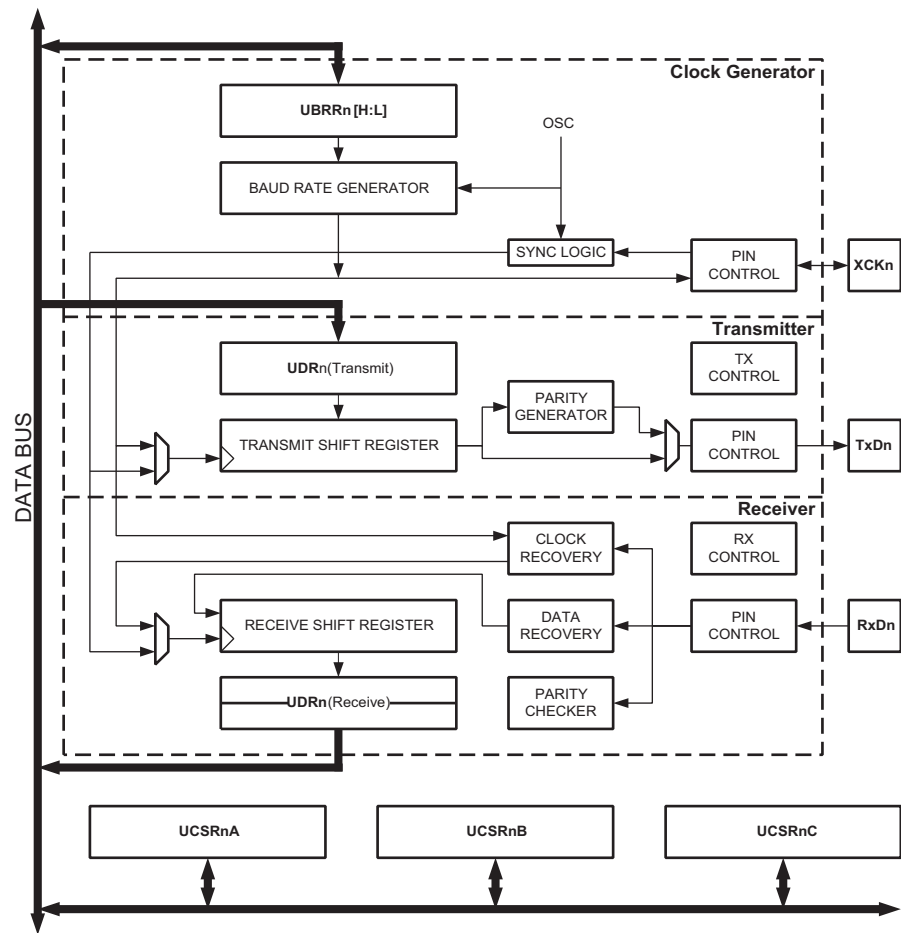 Clock Generator
UBRRn [H:L]
OSC
BAUD RATE GENERATOR
SYNC LOGIC
PIN
CONTROL
XCKn
Transmitter
UDRn(Transmit)
TX
CONTROL
PARITY
GENERATOR
TRANSMIT SHIFT REGISTER
PIN
CONTROL
TxDn
DATA BUS
Receiver
CLOCK
RECOVERY
RX
CONTROL
RECEIVE SHIFT REGISTER
DATA
RECOVERY
PIN
CONTROL
RxDn
UDRn(Receive)
PARITY
CHECKER
UCSRnA
UCSRnB
UCSRnC